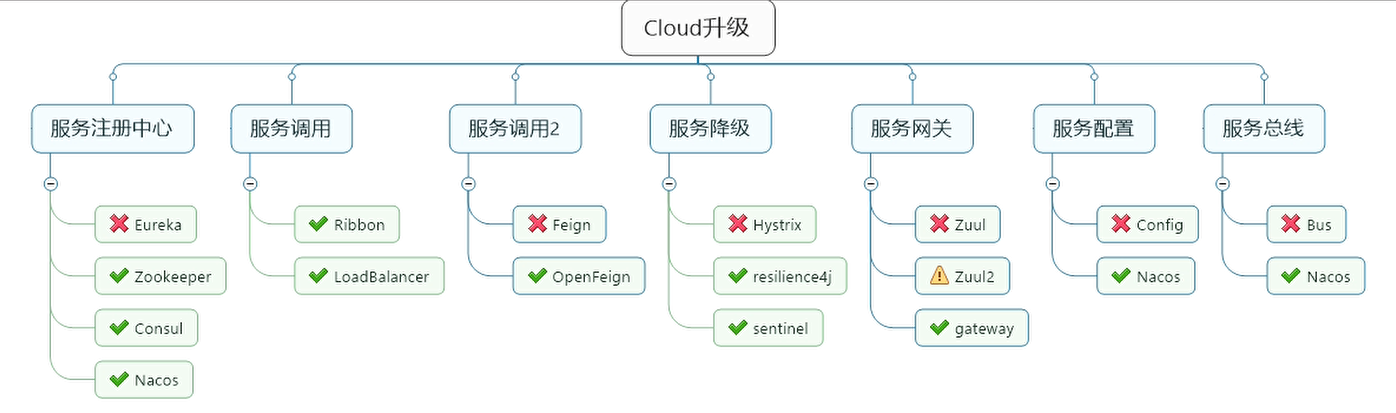 Cloud升级
服务注册中心
服务调用
服务调用2
服务降级
服务网关
服务配置
服务总线
Eureka
Zookeeper
Consul
Nacos
Ribbon
LoadBalancer
Feign
OpenFeign
Hystrix
resilience4j
sentinel
Zuul
Zuul2
gateway
Config
Nacos
Bus
Nacos